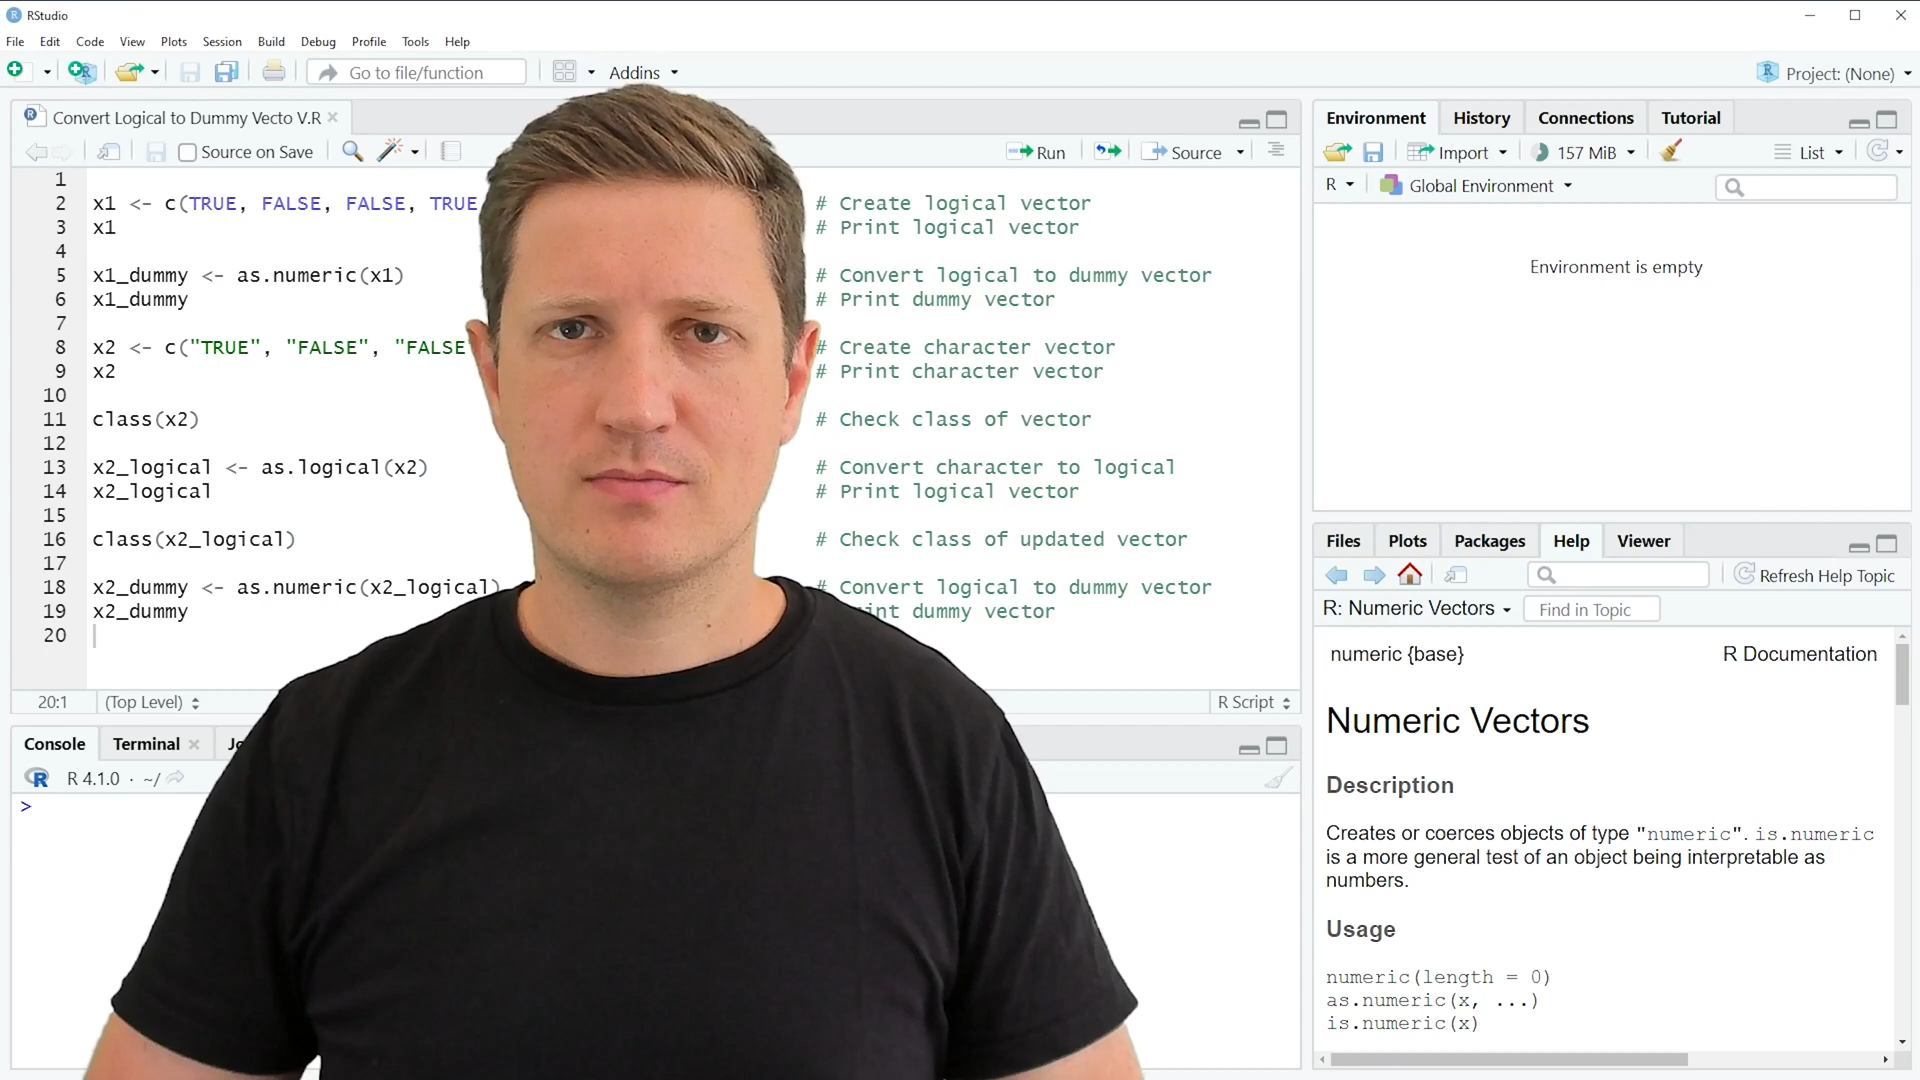 RStudio
File Edit Code View Plots Session Build Debug Profile Tools Help
Go to file/function Addins Project: (None)
Convert Logical to Dummy Vecto V.R
Source on Save Run Source
1
2 x1 <- c(TRUE, FALSE, FALSE, TRUE # Create logical vector
3 x1 # Print logical vector
4
5 x1_dummy <- as.numeric(x1) # Convert logical to dummy vector
6 x1_dummy # Print dummy vector
7
8 x2 <- c("TRUE", "FALSE", "FALSE # Create character vector
9 x2 # Print character vector
10
11 class(x2) # Check class of vector
12
13 x2_logical <- as.logical(x2) # Convert character to logical
14 x2_logical # Print logical vector
15
16 class(x2_logical) # Check class of updated vector
17
18 x2_dummy <- as.numeric(x2_logical) # Convert logical to dummy vector
19 x2_dummy dummy vector
20
20:1 (Top Level) R Script
Console Terminal
R 4.1.0 · ~/
>
Environment History Connections Tutorial
Import 157 MiB List
R Global Environment
Environment is empty
Files Plots Packages Help Viewer
Refresh Help Topic
R: Numeric Vectors Find in Topic
numeric {base} R Documentation
Numeric Vectors
Description
Creates or coerces objects of type "numeric". is.numeric
is a more general test of an object being interpretable as
numbers.
Usage
numeric(length = 0)
as.numeric(x, ...)
is.numeric(x)